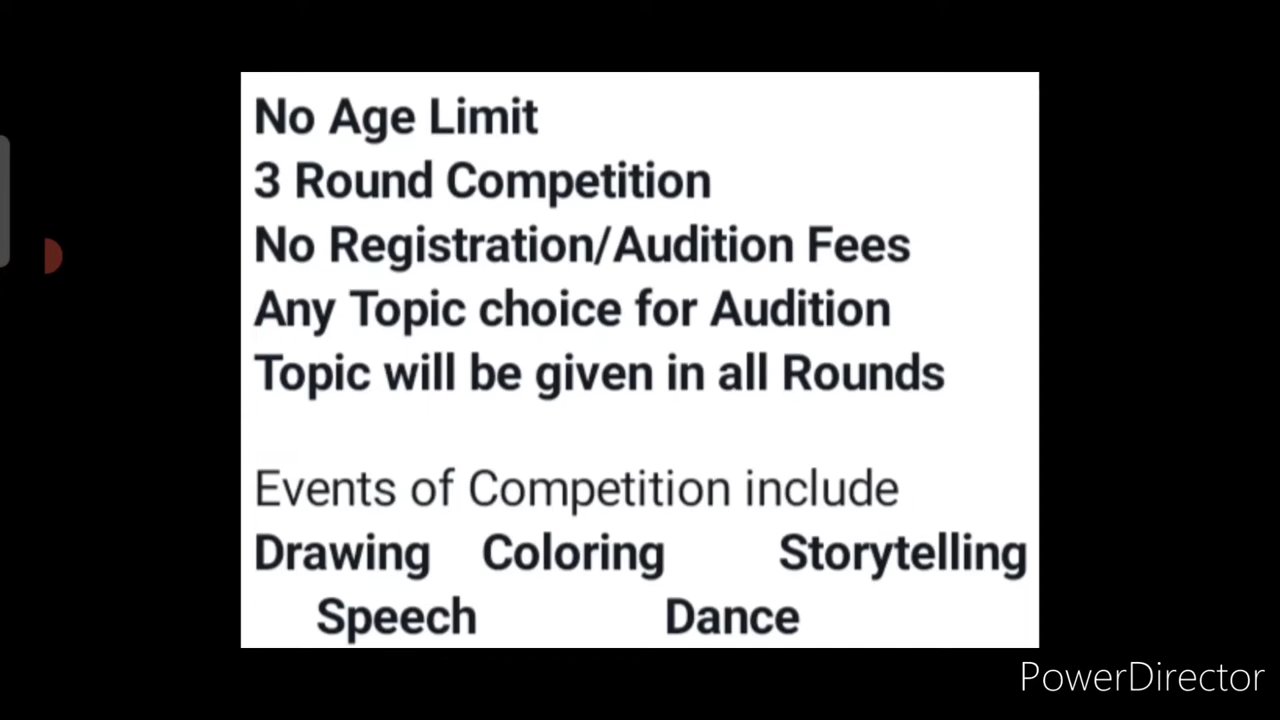 No Age Limit
3 Round Competition
No Registration/Audition Fees
Any Topic choice for Audition
Topic will be given in all Rounds
Events of Competition include
Drawing Coloring Storytelling
Speech Dance
PowerDirector